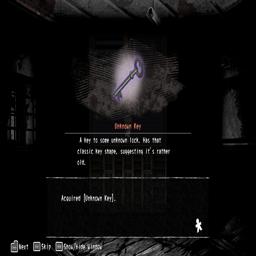 Unknown Key
A key to some unknown lock. Has that
classic key shape, suggesting it's rather
old.
Acquired [Unknown Key].
Next Skip Show/Hide Window